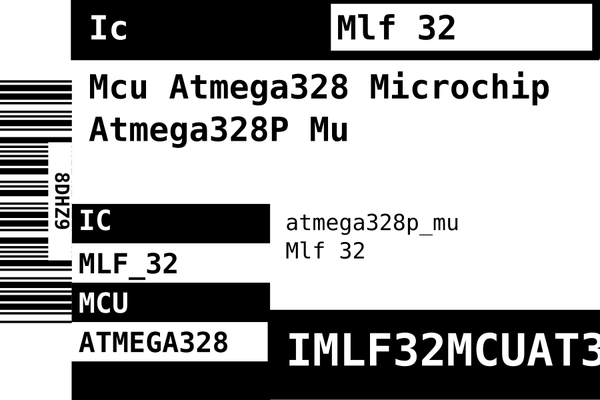 Ic
Mlf 32
Mcu Atmega328 Microchip
Atmega328P Mu
8DHZ9
IC
MLF_32
MCU
ATMEGA328
atmega328p_mu
Mlf 32
IMLF32MCUAT3